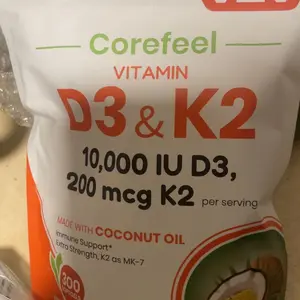 Corefeel
VITAMIN
D3 & K2
10,000 IU D3,
200 mcg K2 per serving
MADE WITH COCONUT OIL
Immune Support*
Extra Strength, K2 as MK-7
300